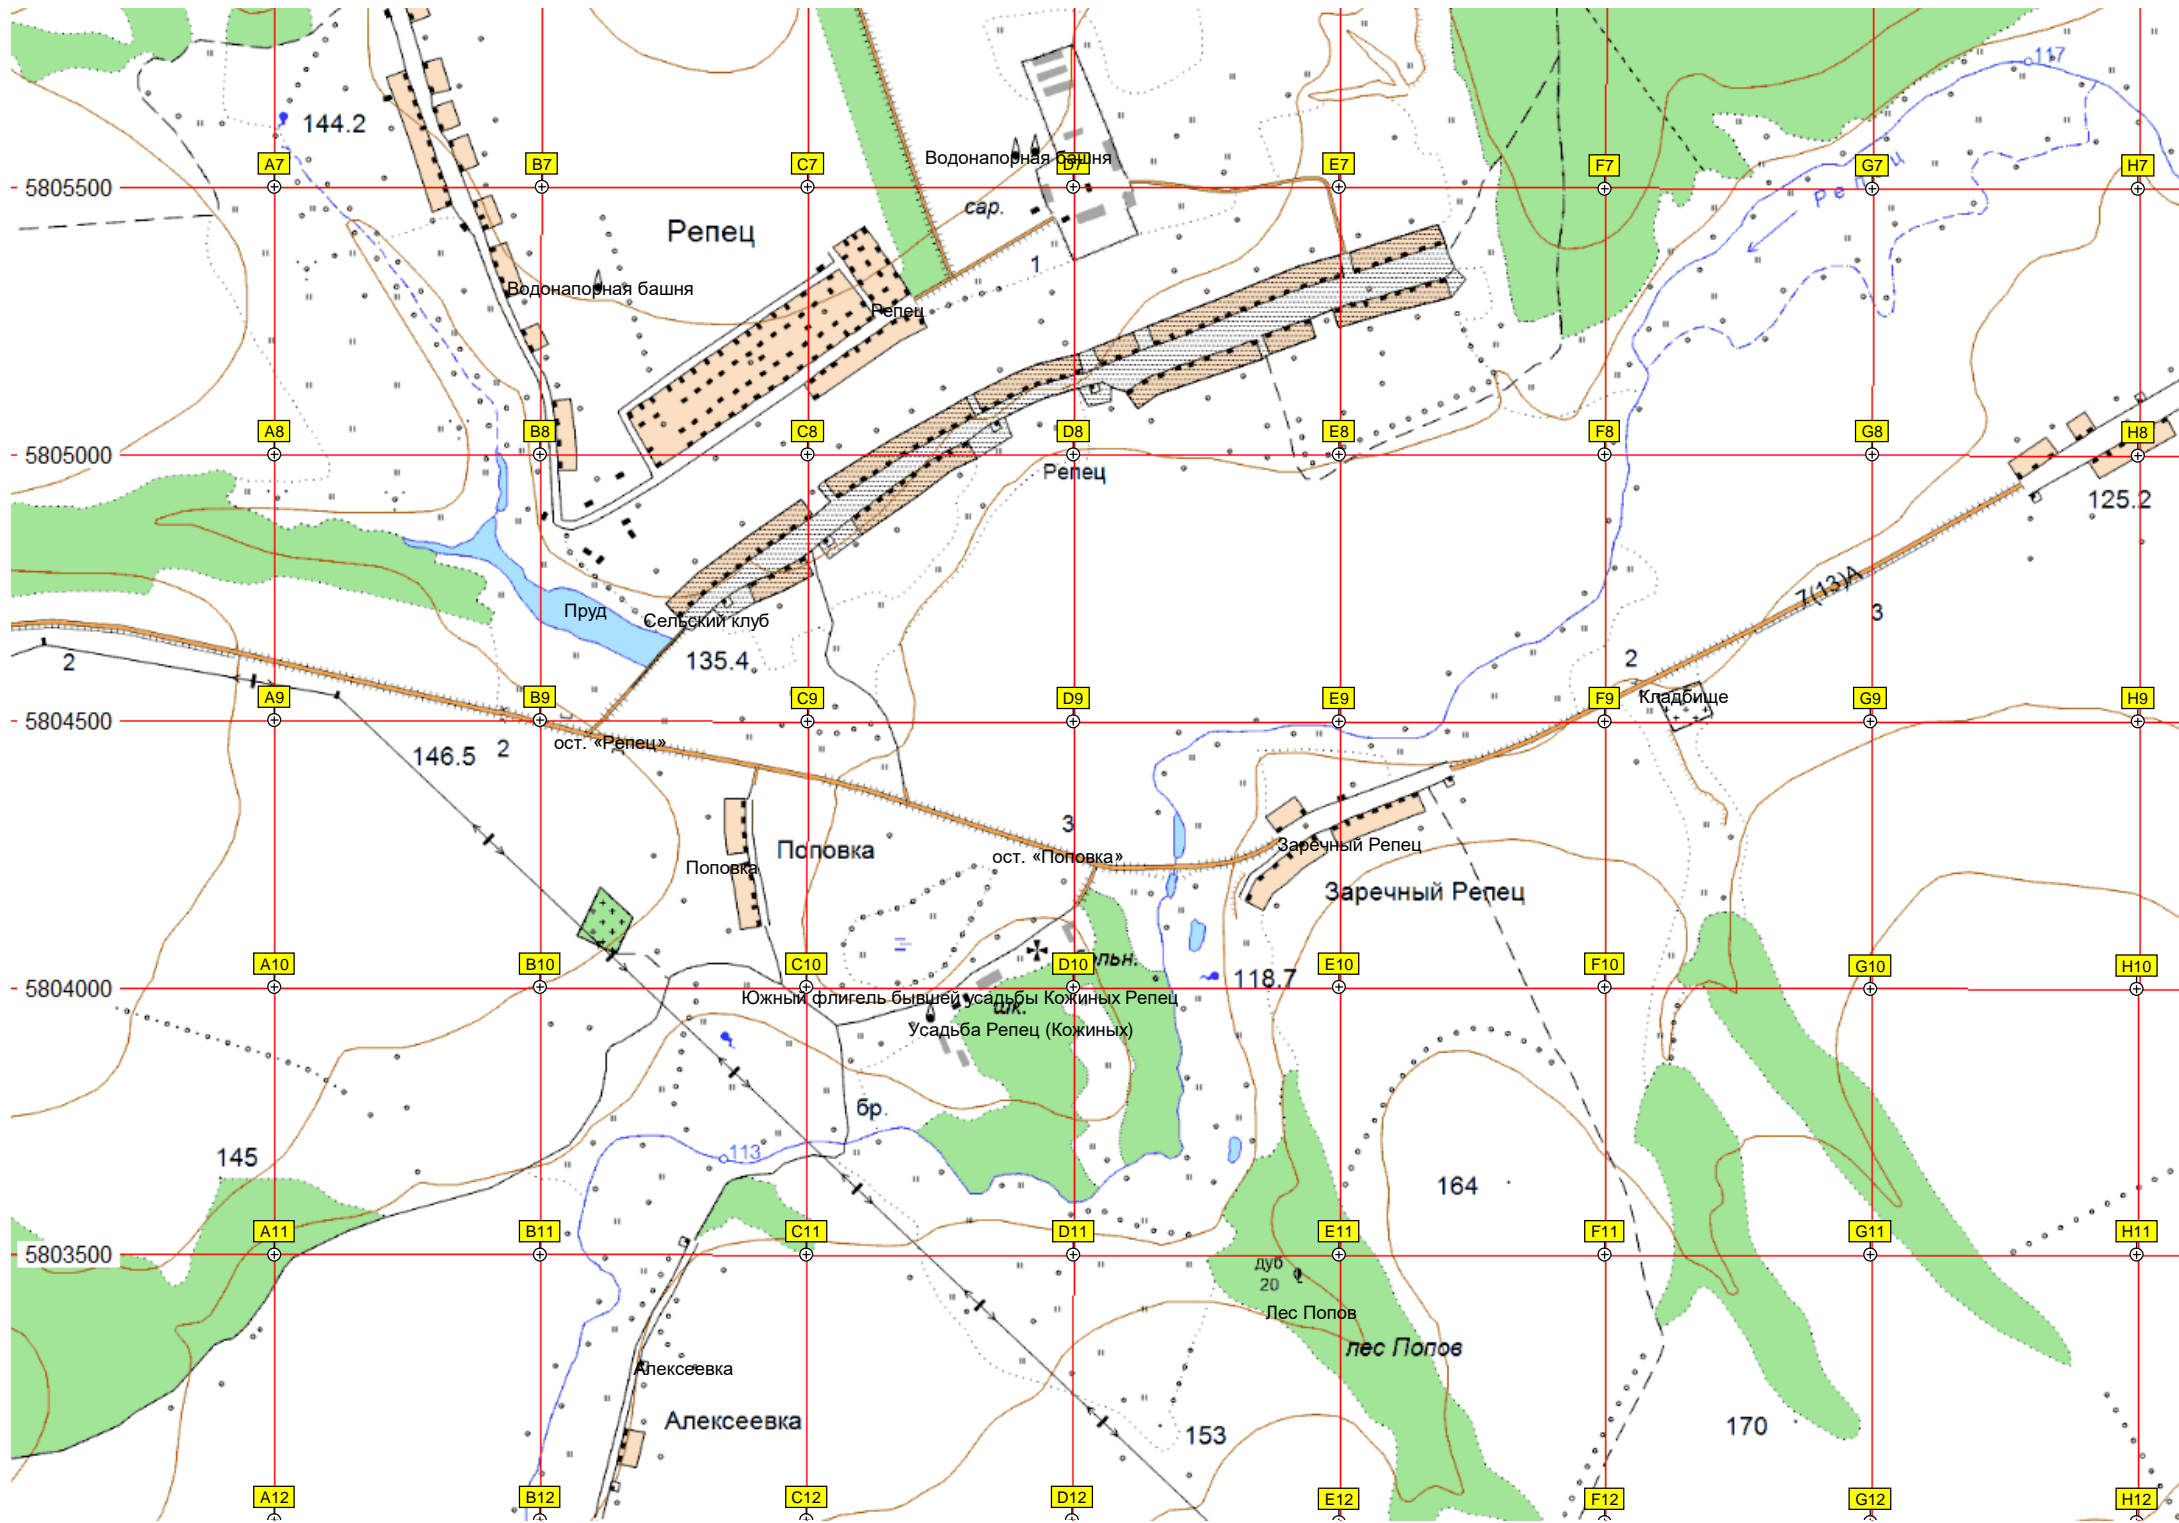 117
144.2
Водонапорная башня
A7
B7
C7
D7
E7
F7
G7
H7
5805500
Репец
сар.
Репец
1
Водонапорная башня
Репец
A8
B8
C8
D8
E8
F8
G8
H8
5805000
Репец
125.2
7(13)А
3
Пруд
Сельский клуб
135.4
2
2
A9
B9
C9
D9
E9
F9
Кладбище
G9
H9
5804500
146.5
2
ост. «Репец»
3
Поповка
ост. «Поповка»
Заречный Репец
Поповка
Заречный Репец
A10
B10
C10
D10
E10
F10
G10
H10
5804000
118.7
Южный флигель бывшей усадьбы Кожиных Репец
шк.
Усадьба Репец (Кожиных)
бр.
113
145
164
A11
B11
C11
D11
E11
F11
G11
H11
5803500
дуб
20
Лес Попов
лес Попов
Алексеевка
Алексеевка
153
170
A12
B12
C12
D12
E12
F12
G12
H12